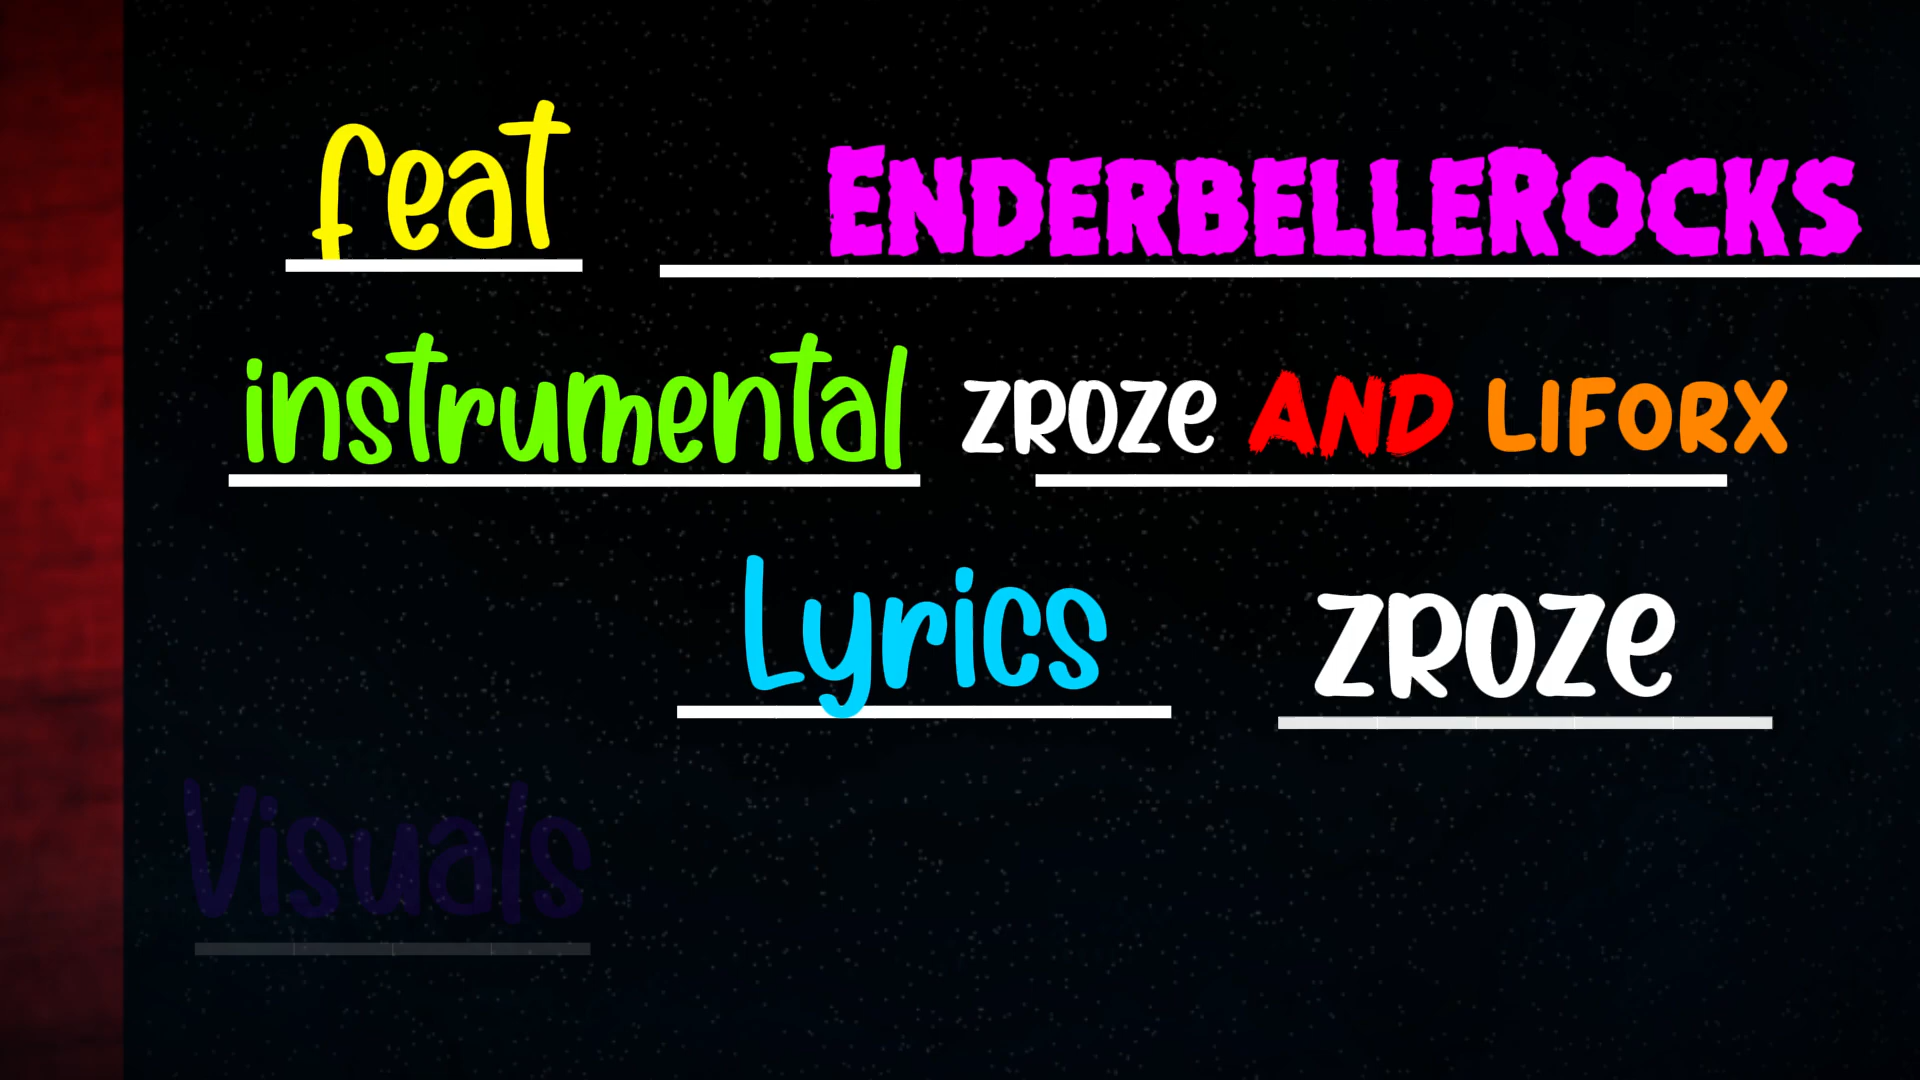 feat EnderbelleRocks
instrumental zroze AND LIFORX
Lyrics zroze
Visuals